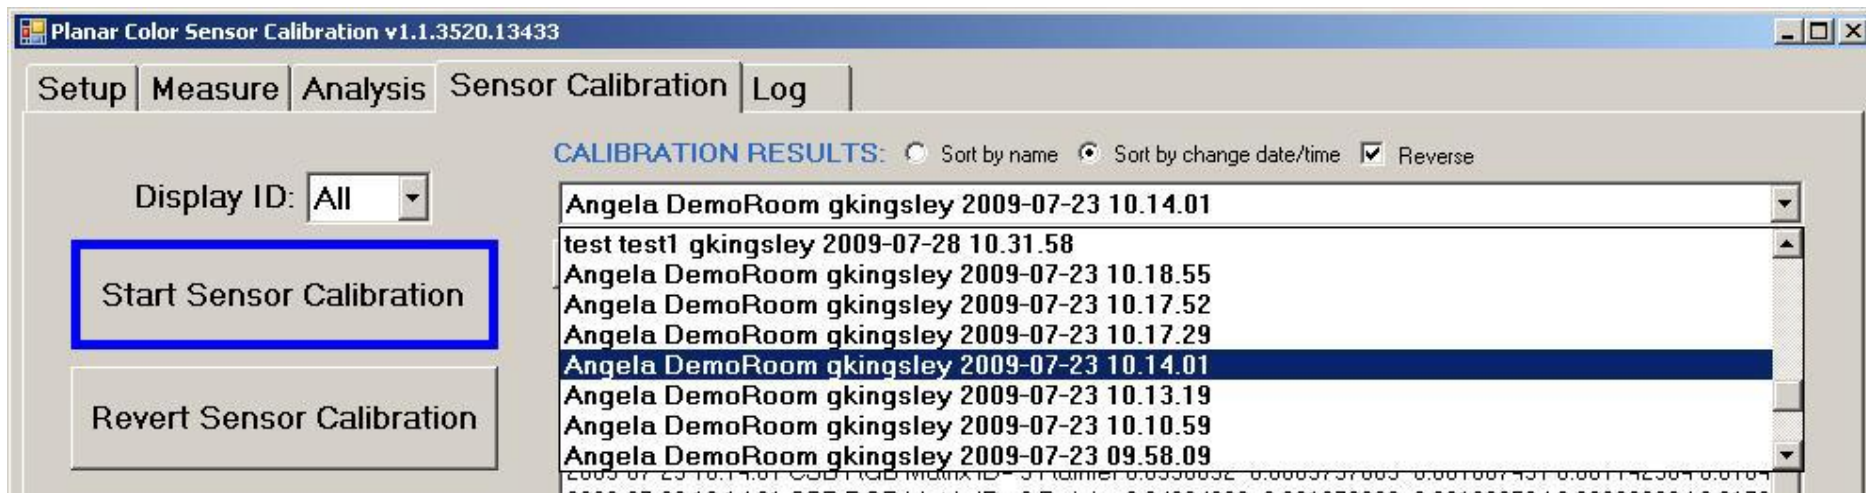 Planar Color Sensor Calibration v1.1.3520.13433
Setup Measure Analysis Sensor Calibration Log
CALIBRATION RESULTS: Sort by name Sort by change date/time Reverse
Display ID: All
Angela DemoRoom gkingsley 2009-07-23 10.14.01
Start Sensor Calibration
Revert Sensor Calibration
test test1 gkingsley 2009-07-28 10.31.58
Angela DemoRoom gkingsley 2009-07-23 10.18.55
Angela DemoRoom gkingsley 2009-07-23 10.17.52
Angela DemoRoom gkingsley 2009-07-23 10.17.29
Angela DemoRoom gkingsley 2009-07-23 10.14.01
Angela DemoRoom gkingsley 2009-07-23 10.13.19
Angela DemoRoom gkingsley 2009-07-23 10.10.59
Angela DemoRoom gkingsley 2009-07-23 09.58.09